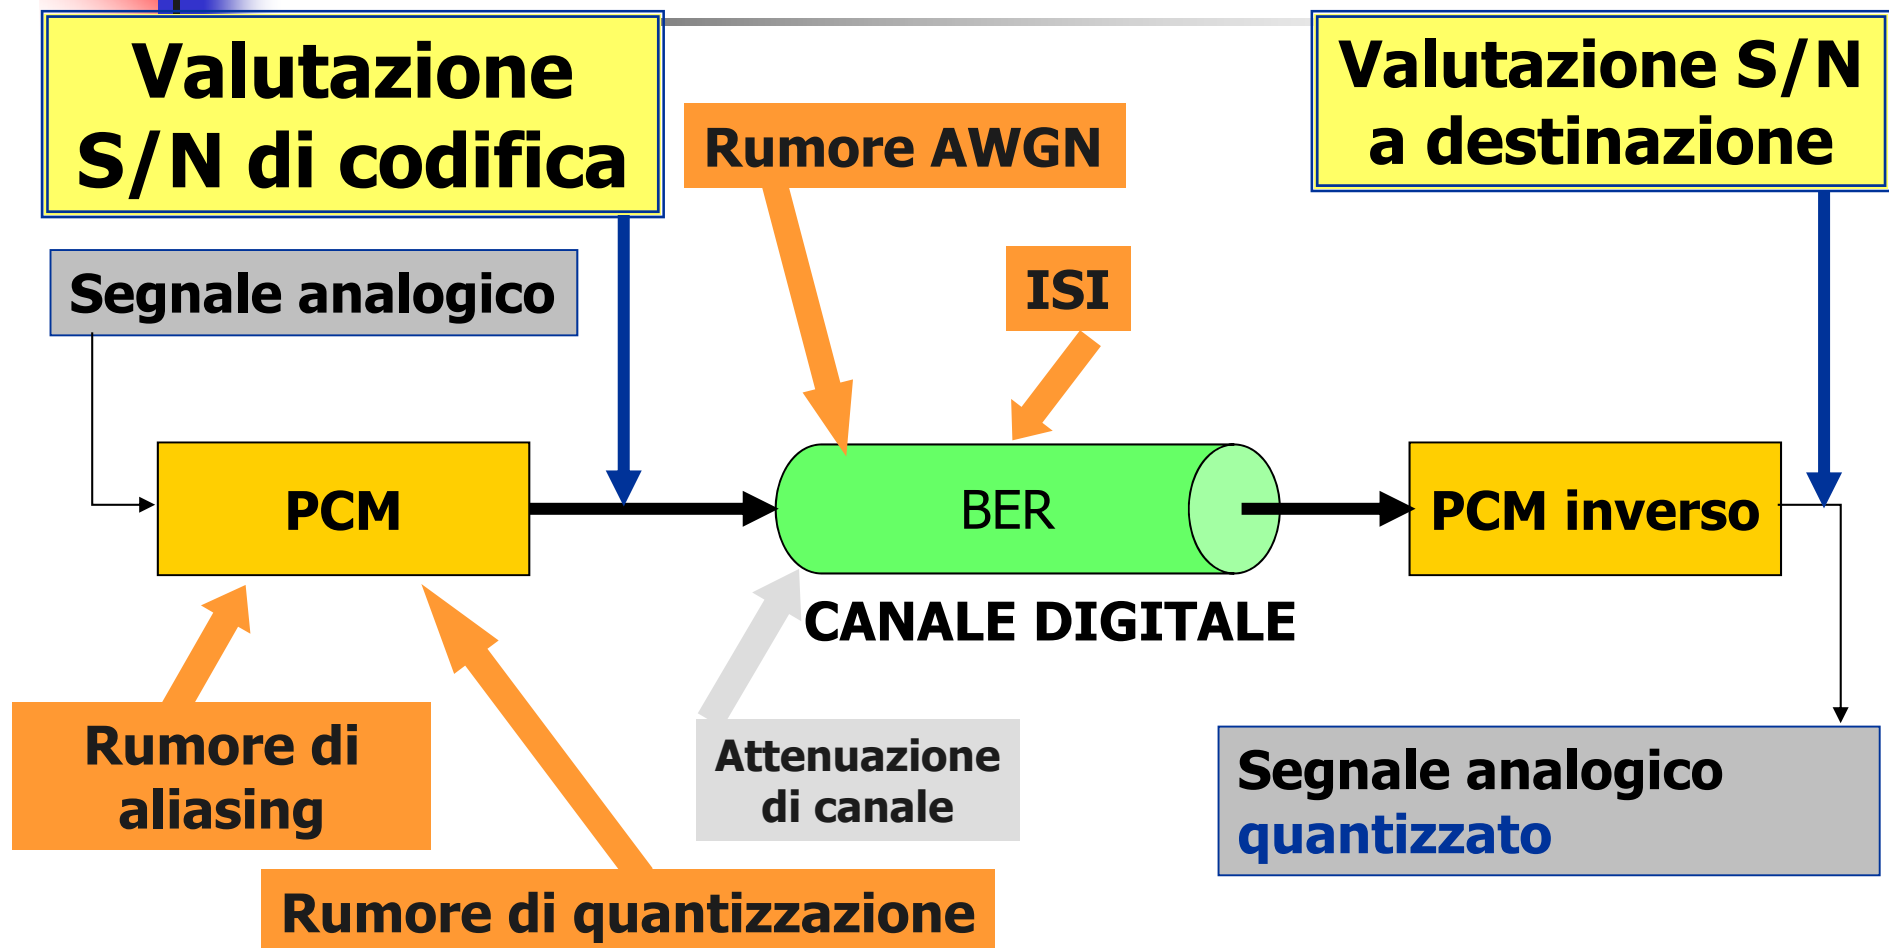 Valutazione
S/N di codifica
Valutazione S/N
a destinazione
Rumore AWGN
Segnale analogico
ISI
PCM
BER
PCM inverso
CANALE DIGITALE
Rumore di
aliasing
Attenuazione
di canale
Segnale analogico
quantizzato
Rumore di quantizzazione